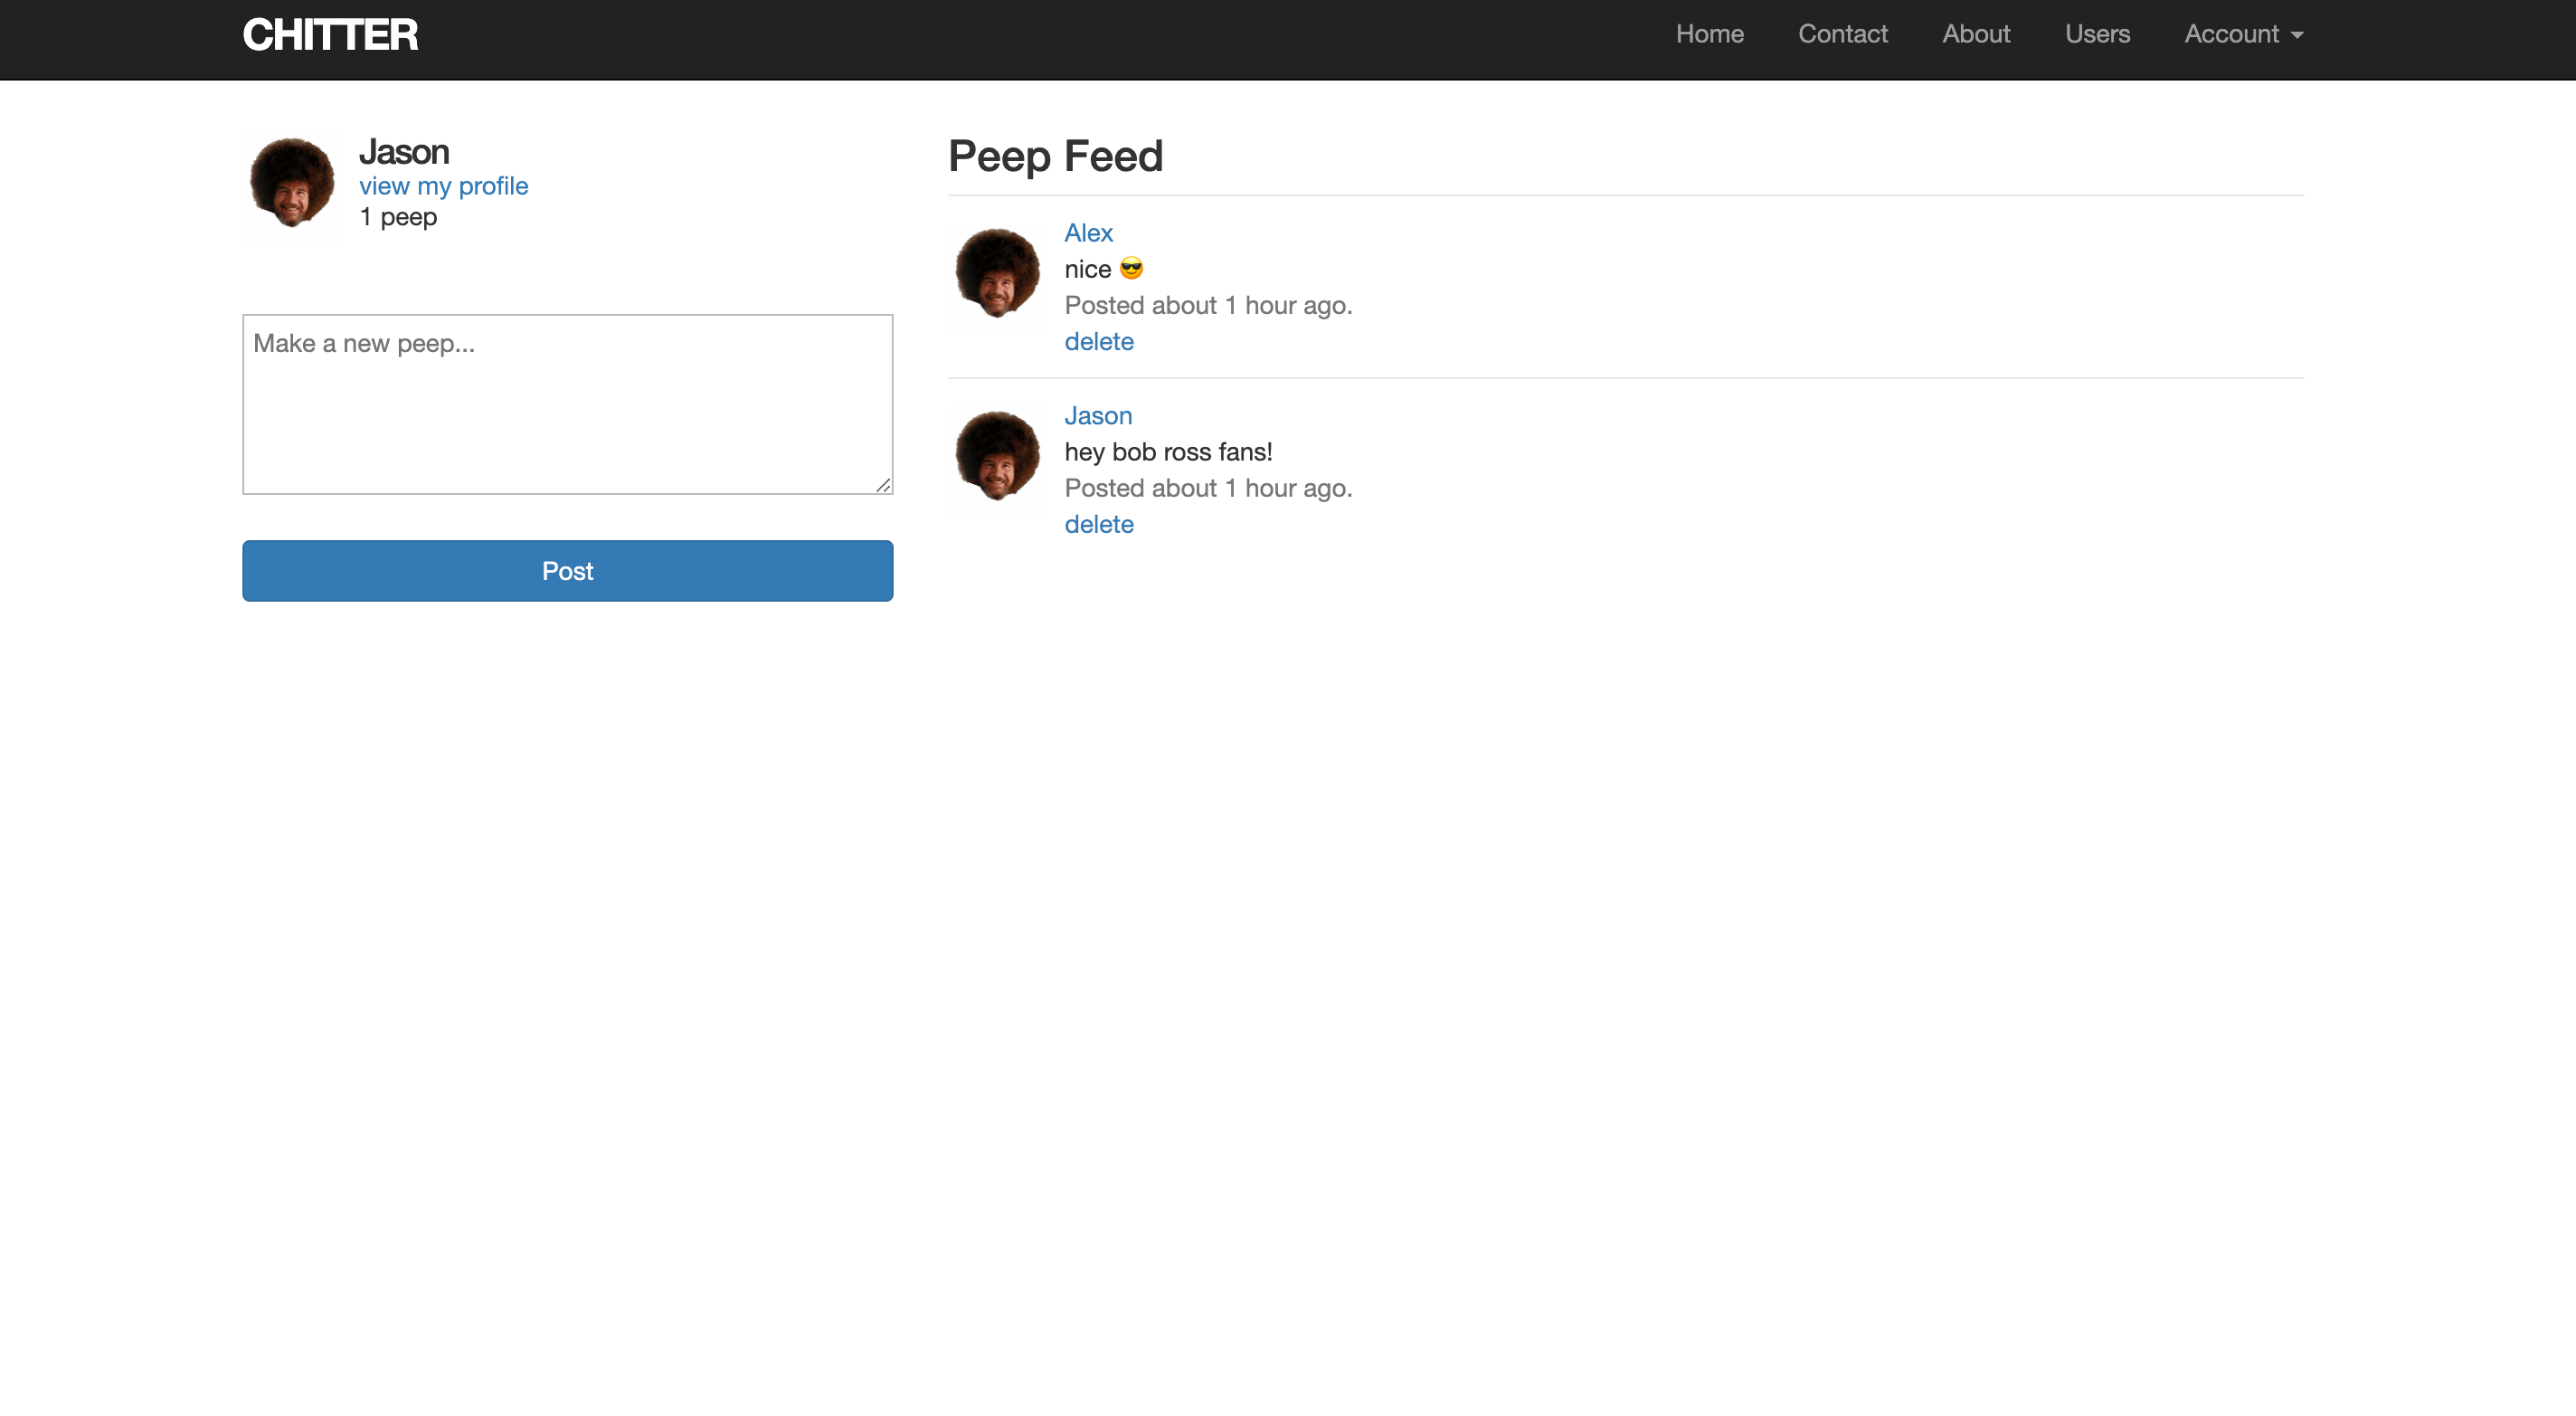 CHITTER
Home Contact About Users Account
Jason
view my profile
1 peep
Make a new peep...
Post
Peep Feed
Alex
nice 😎
Posted about 1 hour ago.
delete
Jason
hey bob ross fans!
Posted about 1 hour ago.
delete